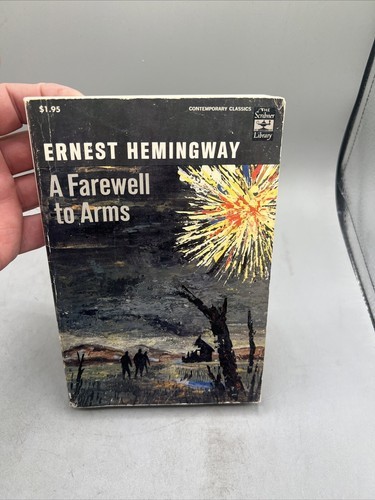 $1.95
CONTEMPORARY CLASSICS
THE
Scribner
Library
ERNEST HEMINGWAY
A Farewell
to Arms